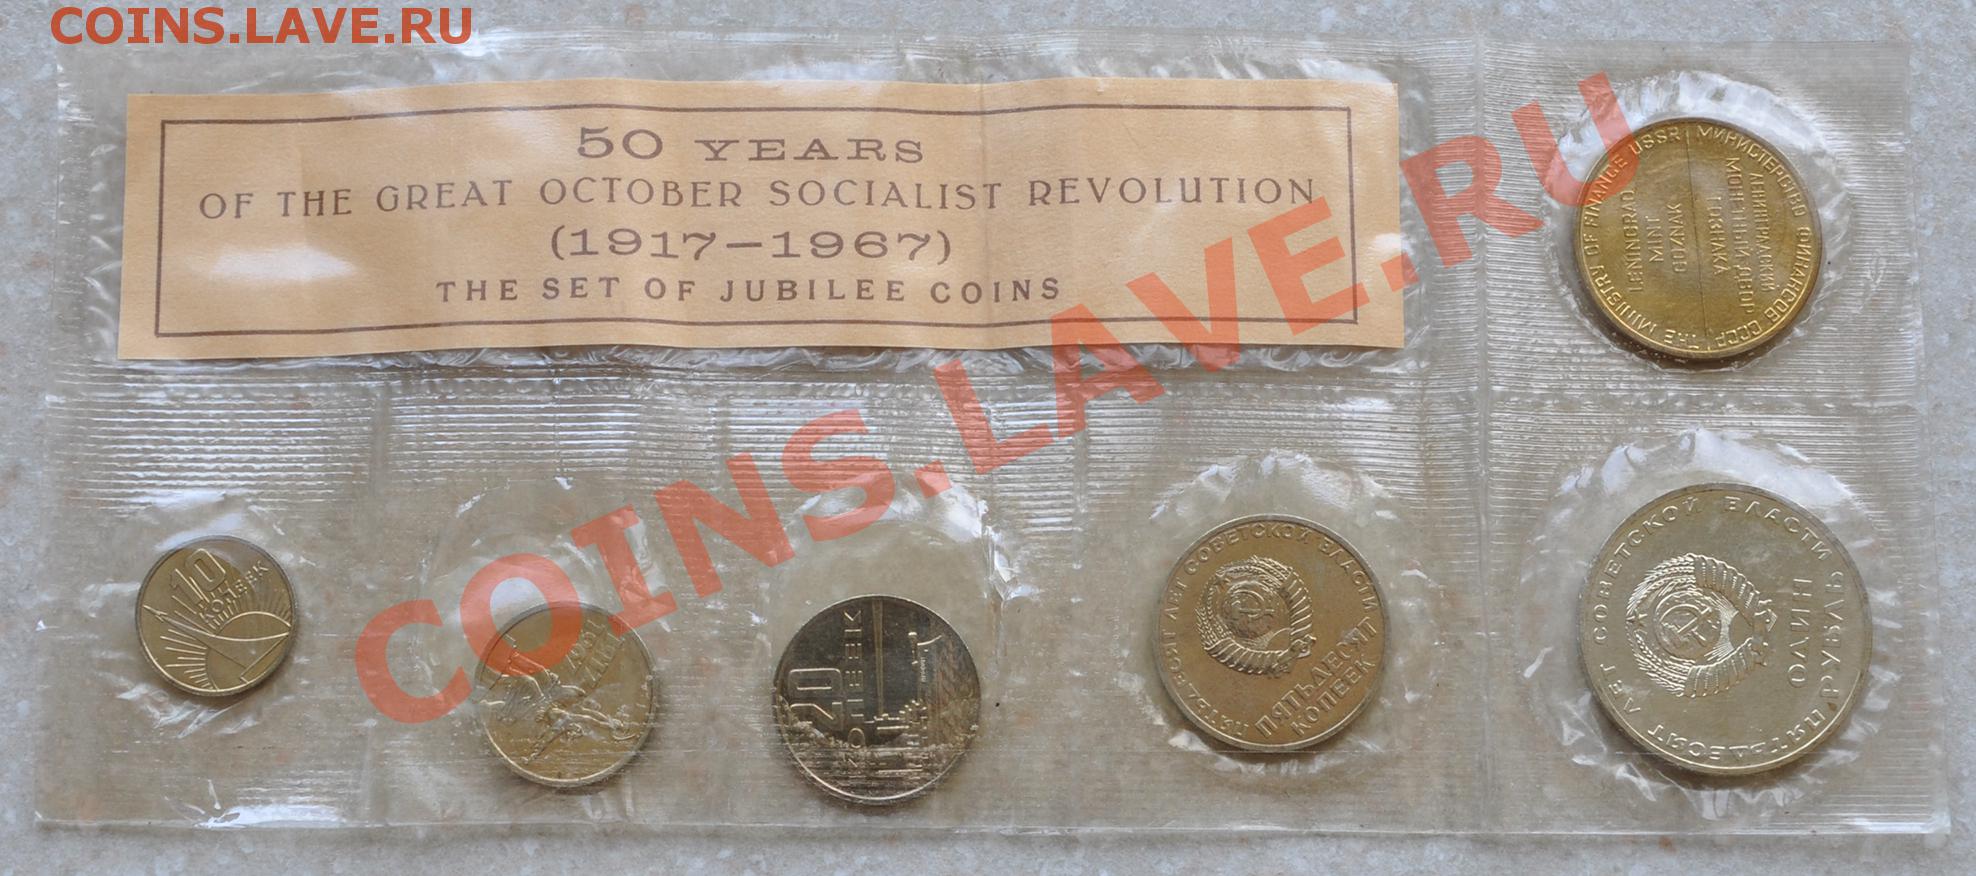 COINS.LAVE.RU
50 YEARS
OF THE GREAT OCTOBER SOCIALIST REVOLUTION
(1917–1967)
THE SET OF JUBILEE COINS
COINS.LAVE.RU
МИНИСТЕРСТВО ФИНАНСОВ СССР
THE MINISTRY OF FINANCE USSR
ЛЕНИНГРАДСКИЙ
МОНЕТНЫЙ ДВОР
ГОЗНАКА
LENINGRAD
MINT
GOZNAK
10
КОПЕЕК
1967
20
КОПЕЕК
ПЯТЬДЕСЯТ ЛЕТ СОВЕТСКОЙ ВЛАСТИ
ПЯТЬДЕСЯТ
КОПЕЕК
ПЯТЬДЕСЯТ ЛЕТ СОВЕТСКОЙ ВЛАСТИ
ОДИН
РУБЛЬ